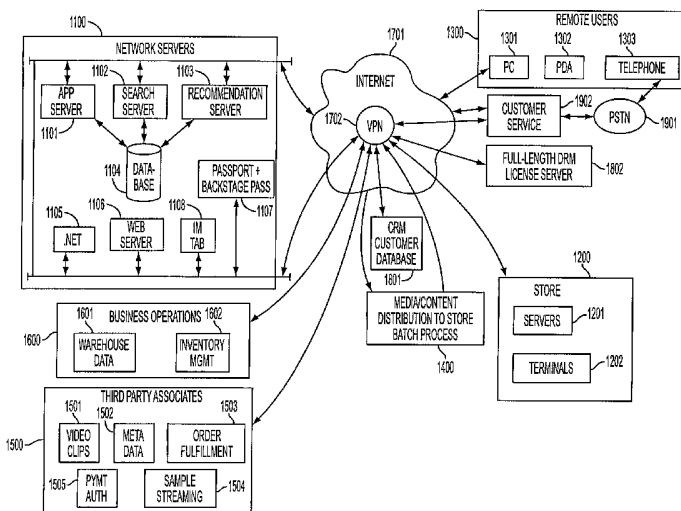 1100
NETWORK SERVERS
1102
1103
APP
SERVER
SEARCH
SERVER
RECOMMENDATION
SERVER
1101
1104
DATA-
BASE
PASSPORT +
BACKSTAGE PASS
1107
1105
1106
1108
.NET
WEB
SERVER
IM
TAB
1701
INTERNET
1702
VPN
REMOTE USERS
1300
1301
1302
1303
PC
PDA
TELEPHONE
1902
CUSTOMER
SERVICE
PSTN
1901
FULL-LENGTH DRM
LICENSE SERVER
1802
CRM
CUSTOMER
DATABASE
1801
MEDIA/CONTENT
DISTRIBUTION TO STORE
BATCH PROCESS
1400
1200
STORE
SERVERS
1201
TERMINALS
1202
BUSINESS OPERATIONS
1601
1602
1600
WAREHOUSE
DATA
INVENTORY
MGMT
THIRD PARTY ASSOCIATES
1501
1502
1503
1500
VIDEO
CLIPS
META
DATA
ORDER
FULFILLMENT
1505
PYMT
AUTH
SAMPLE
STREAMING
1504